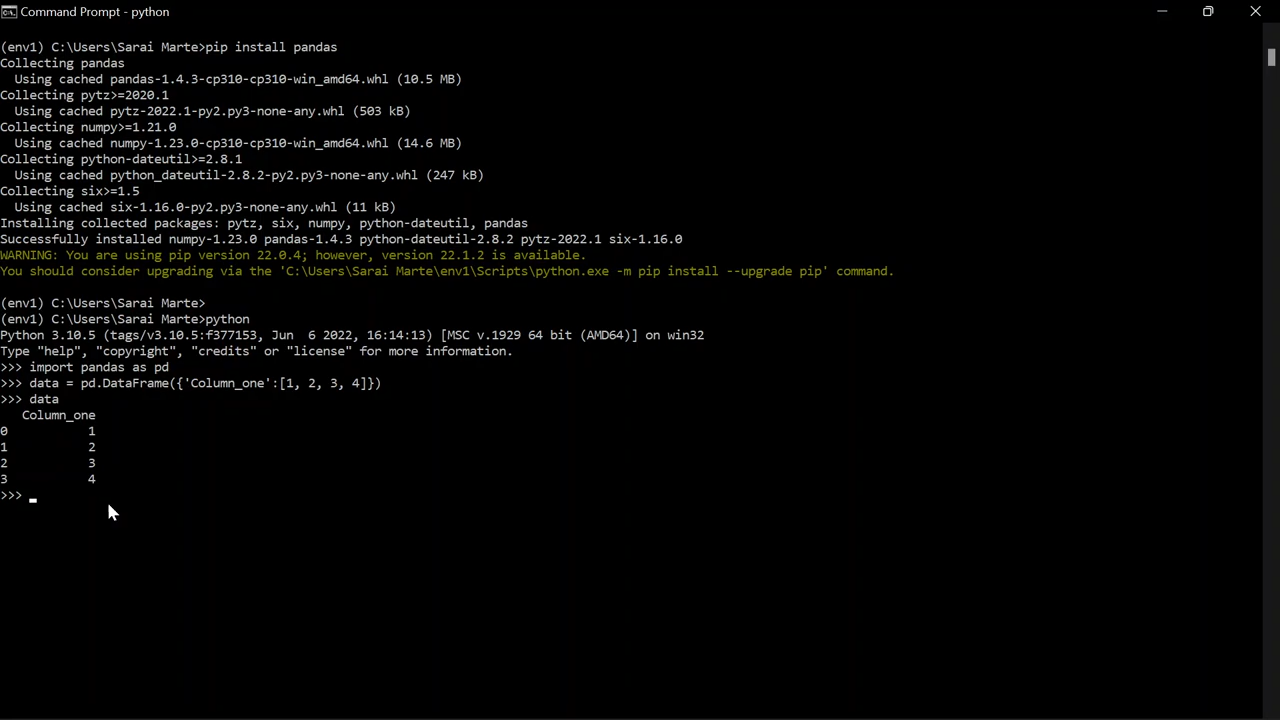 Command Prompt - python
(env1) C:\Users\Sarai Marte>pip install pandas
Collecting pandas
  Using cached pandas-1.4.3-cp310-cp310-win_amd64.whl (10.5 MB)
Collecting pytz>=2020.1
  Using cached pytz-2022.1-py2.py3-none-any.whl (503 kB)
Collecting numpy>=1.21.0
  Using cached numpy-1.23.0-cp310-cp310-win_amd64.whl (14.6 MB)
Collecting python-dateutil>=2.8.1
  Using cached python_dateutil-2.8.2-py2.py3-none-any.whl (247 kB)
Collecting six>=1.5
  Using cached six-1.16.0-py2.py3-none-any.whl (11 kB)
Installing collected packages: pytz, six, numpy, python-dateutil, pandas
Successfully installed numpy-1.23.0 pandas-1.4.3 python-dateutil-2.8.2 pytz-2022.1 six-1.16.0
WARNING: You are using pip version 22.0.4; however, version 22.1.2 is available.
You should consider upgrading via the 'C:\Users\Sarai Marte\env1\Scripts\python.exe -m pip install --upgrade pip' command.
(env1) C:\Users\Sarai Marte>
(env1) C:\Users\Sarai Marte>python
Python 3.10.5 (tags/v3.10.5:f377153, Jun  6 2022, 16:14:13) [MSC v.1929 64 bit (AMD64)] on win32
Type "help", "copyright", "credits" or "license" for more information.
>>> import pandas as pd
>>> data = pd.DataFrame({'Column_one':[1, 2, 3, 4]})
>>> data
   Column_one
0           1
1           2
2           3
3           4
>>>